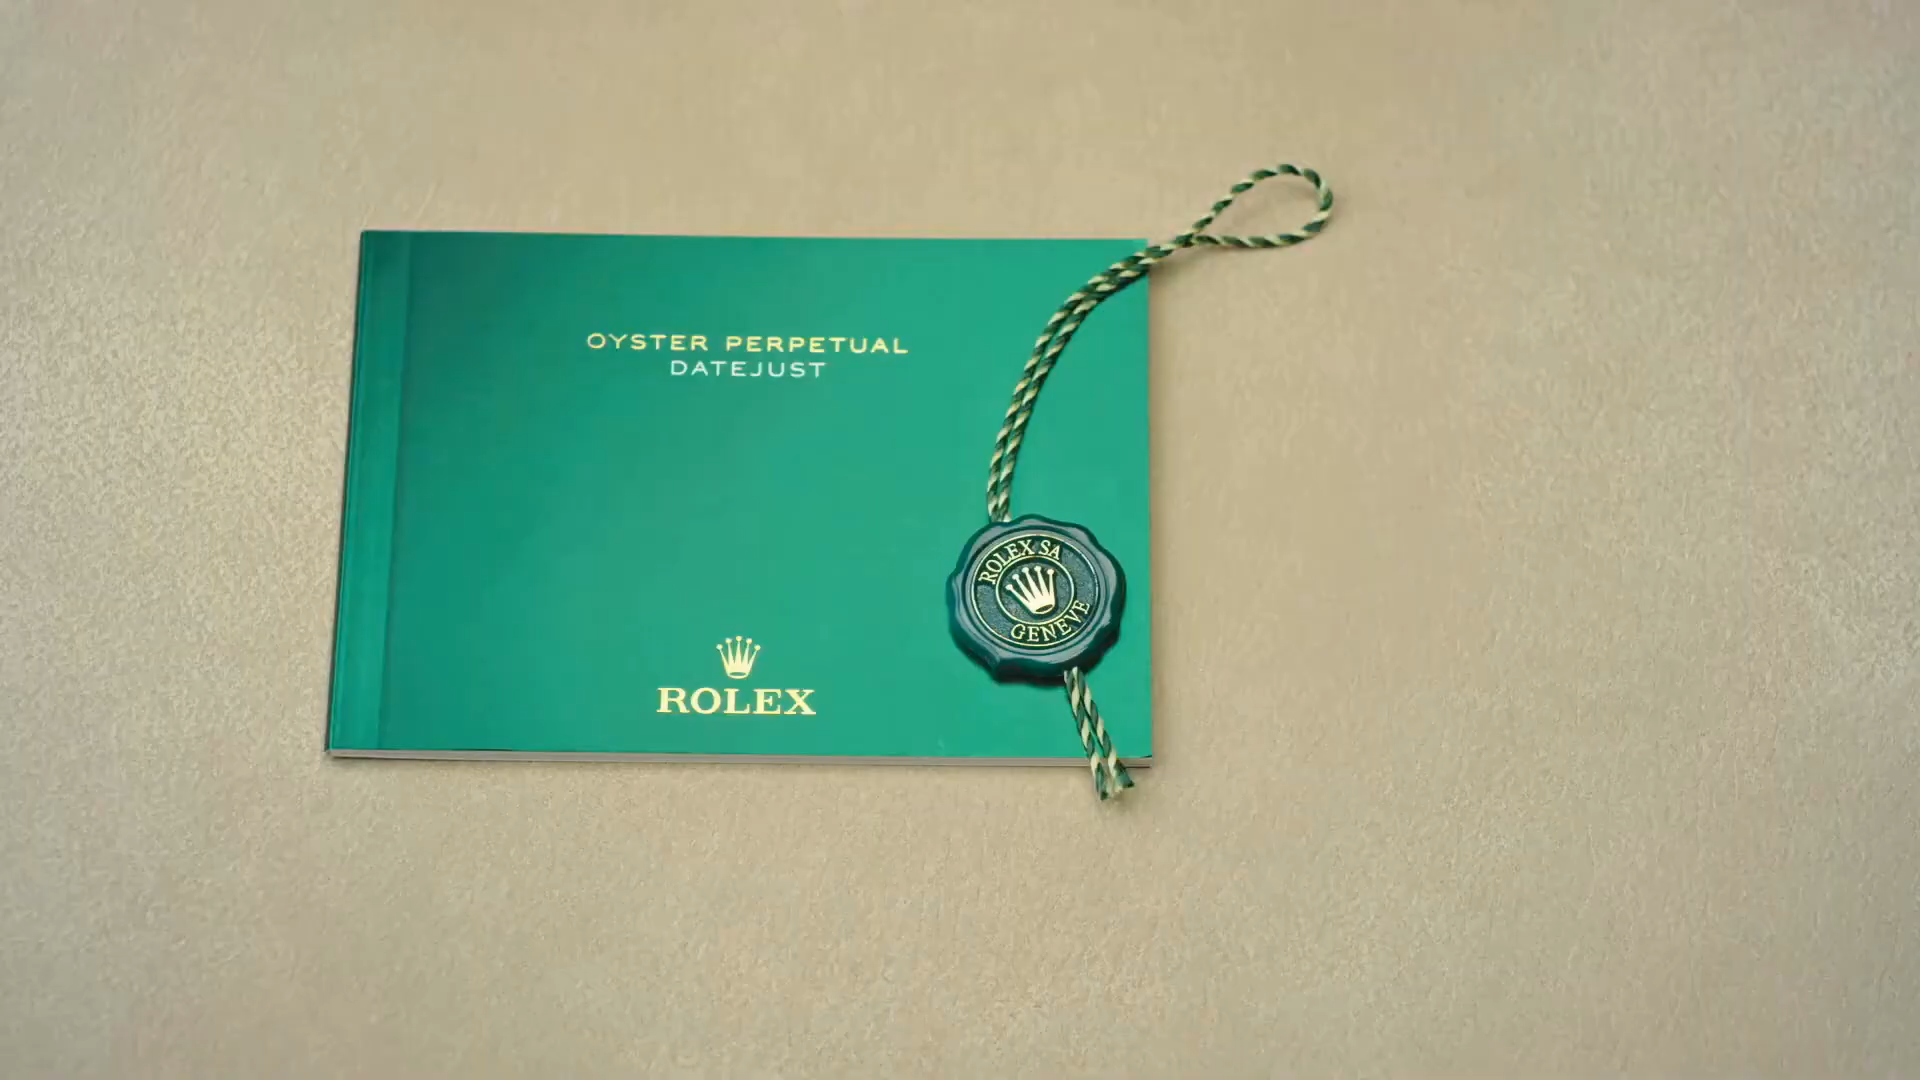 OYSTER PERPETUAL
DATEJUST
ROLEX SA
GENEVE
ROLEX